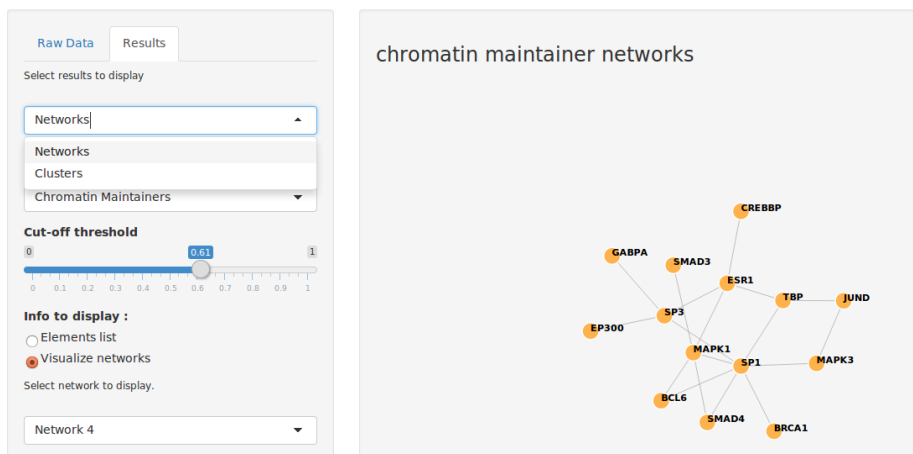 Raw Data
Results
Select results to display
Networks
Networks
Clusters
Chromatin Maintainers
Cut-off threshold
0 0.61 1
0 0.1 0.2 0.3 0.4 0.5 0.6 0.7 0.8 0.9 1
Info to display :
Elements list
Visualize networks
Select network to display.
Network 4
chromatin maintainer networks
CREBBP
GABPA
SMAD3
ESR1
TBP
JUND
SP3
EP300
MAPK1
SP1
MAPK3
BCL6
SMAD4
BRCA1